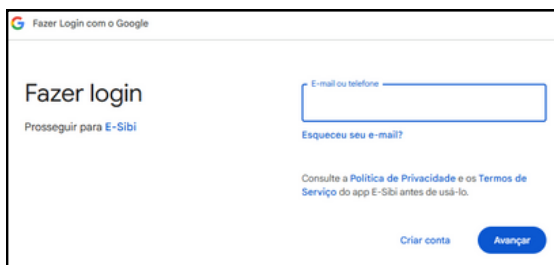 Fazer Login com o Google
Fazer login
Prosseguir para E-Sibi
E-mail ou telefone
Esqueceu seu e-mail?
Consulte a Política de Privacidade e os Termos de
Serviço do app E-Sibi antes de usá-lo.
Criar conta
Avançar